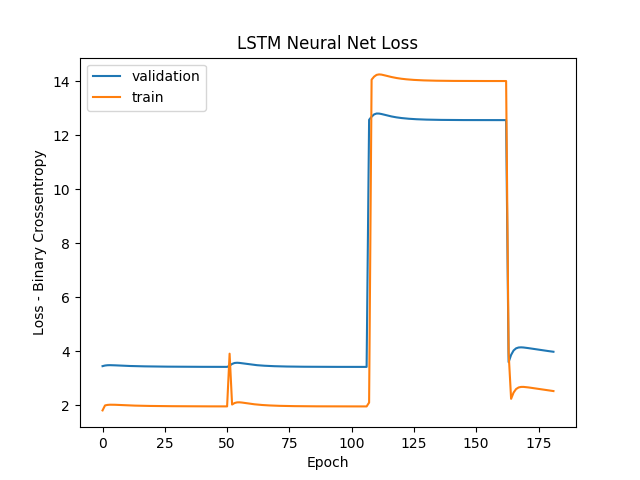 LSTM Neural Net Loss
validation
train
14
12
10
8
6
4
2
Loss - Binary Crossentropy
0 25 50 75 100 125 150 175
Epoch